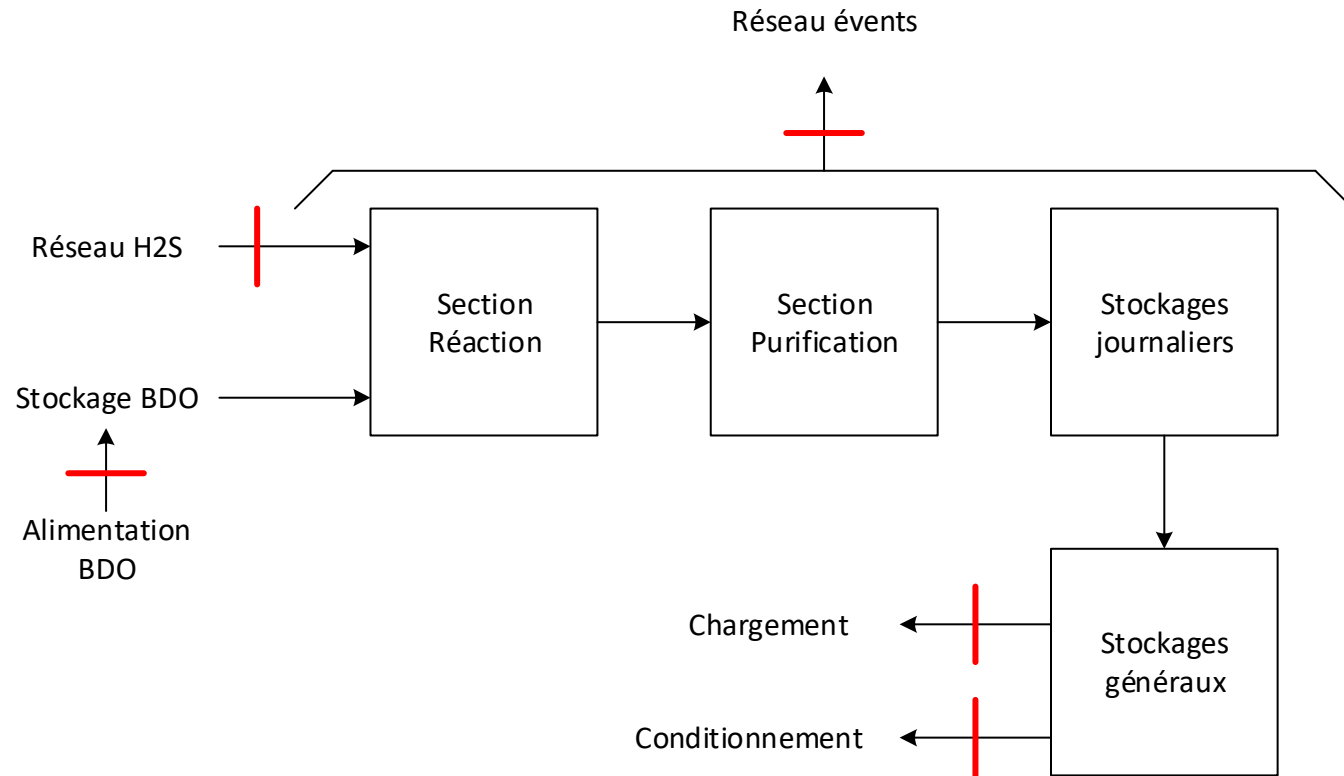 Réseau évents
Réseau H2S
Section
Réaction
Section
Purification
Stockages
journaliers
Stockage BDO
Alimentation
BDO
Chargement
Stockages
généraux
Conditionnement